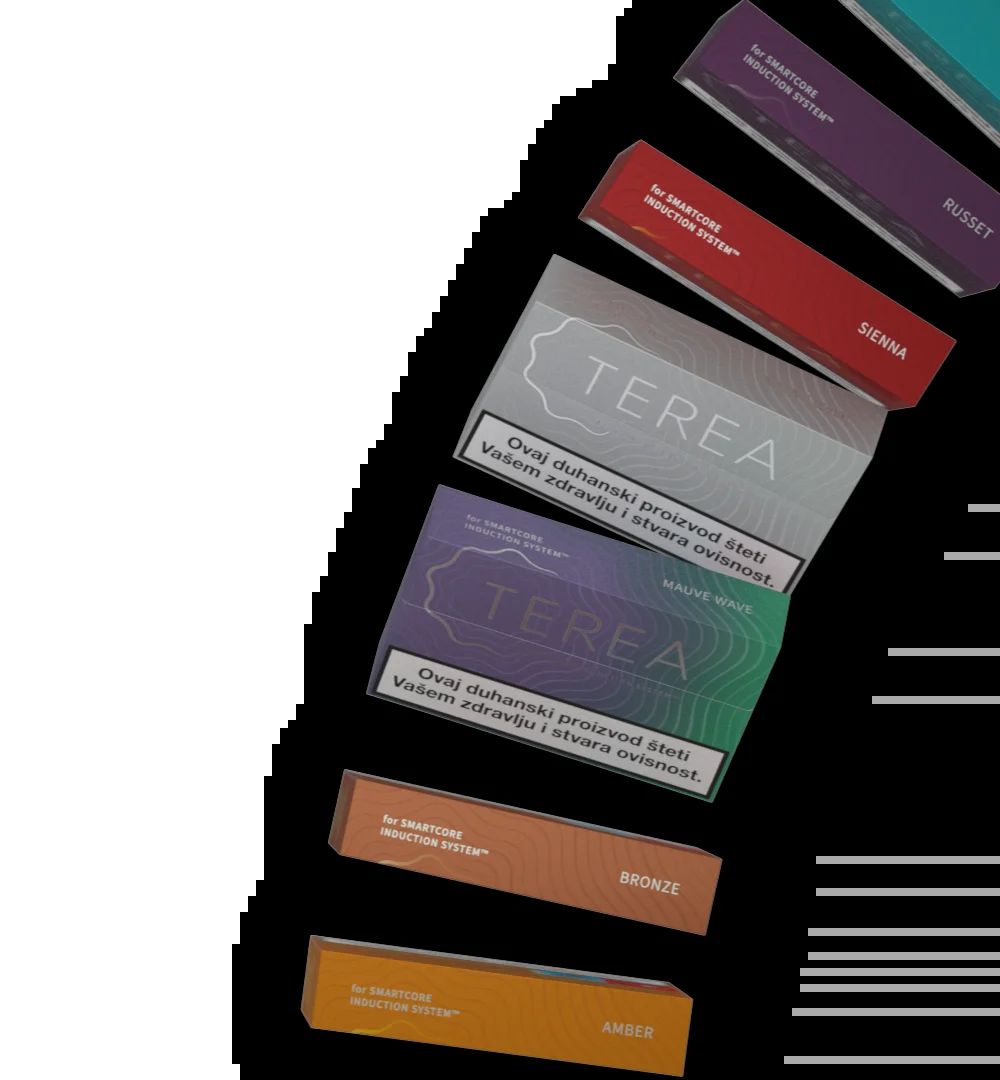 for SMARTCORE
INDUCTION SYSTEM™
RUSSET
for SMARTCORE
INDUCTION SYSTEM™
SIENNA
TEREA
Ovaj duhanski proizvod šteti
Vašem zdravlju i stvara ovisnost.
for SMARTCORE
INDUCTION SYSTEM™
MAUVE WAVE
TEREA
Ovaj duhanski proizvod šteti
Vašem zdravlju i stvara ovisnost.
for SMARTCORE
INDUCTION SYSTEM™
BRONZE
for SMARTCORE
INDUCTION SYSTEM™
AMBER